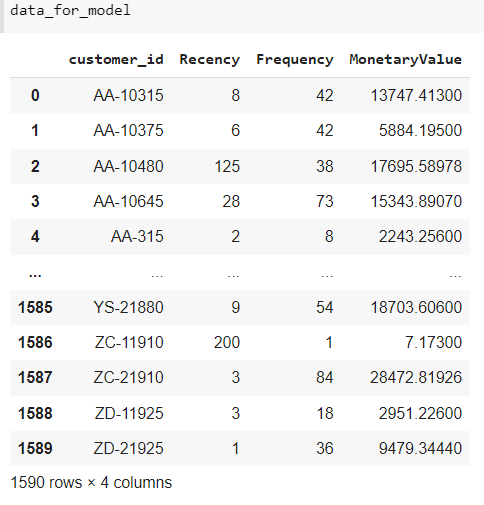 data_for_model
customer_id Recency Frequency MonetaryValue
0 AA-10315 8 42 13747.41300
1 AA-10375 6 42 5884.19500
2 AA-10480 125 38 17695.58978
3 AA-10645 28 73 15343.89070
4 AA-315 2 8 2243.25600
... ... ... ... ...
1585 YS-21880 9 54 18703.60600
1586 ZC-11910 200 1 7.17300
1587 ZC-21910 3 84 28472.81926
1588 ZD-11925 3 18 2951.22600
1589 ZD-21925 1 36 9479.34440
1590 rows × 4 columns